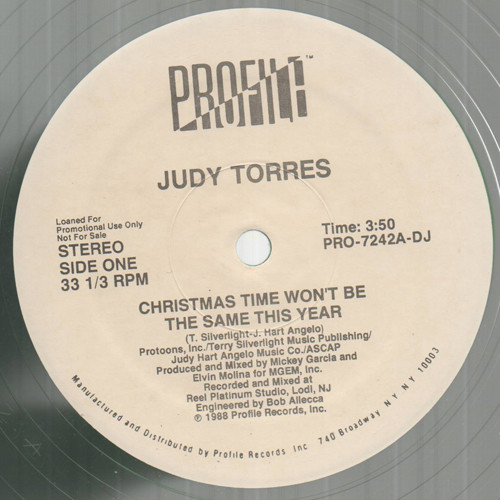 PROFILE™
JUDY TORRES
Loaned For
Promotional Use Only
Not For Sale
STEREO
SIDE ONE
33 1/3 RPM
Time: 3:50
PRO-7242A-DJ
CHRISTMAS TIME WON'T BE
THE SAME THIS YEAR
(T. Silverlight-J. Hart Angelo)
Protoons, Inc./Terry Silverlight Music Publishing/
Judy Hart Angelo Music Co./ASCAP
Produced and Mixed by Mickey Garcia and
Elvin Molina for MGEM, Inc.
Recorded and Mixed at
Reel Platinum Studio, Lodi, NJ
Engineered by Bob Allecca
℗ 1988 Profile Records, Inc.
Manufactured and Distributed by Profile Records Inc 740 Broadway N Y N Y 10003